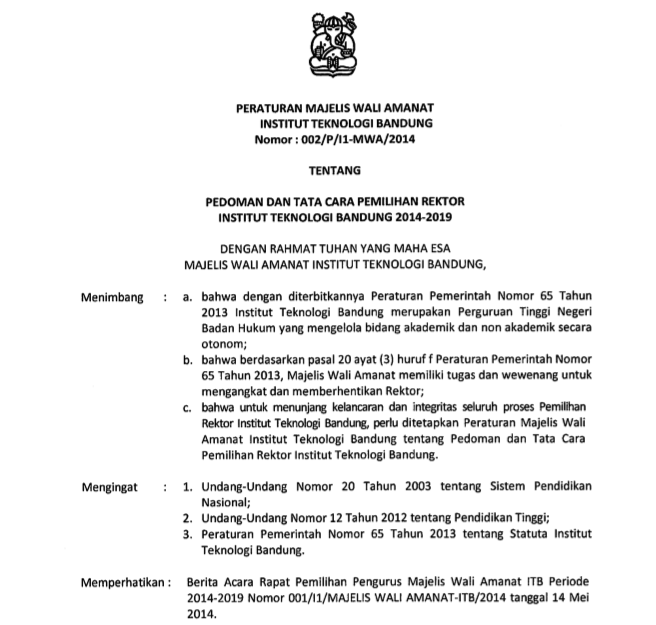 PERATURAN MAJELIS WALI AMANAT
INSTITUT TEKNOLOGI BANDUNG
Nomor : 002/P/I1-MWA/2014
TENTANG
PEDOMAN DAN TATA CARA PEMILIHAN REKTOR
INSTITUT TEKNOLOGI BANDUNG 2014-2019
DENGAN RAHMAT TUHAN YANG MAHA ESA
MAJELIS WALI AMANAT INSTITUT TEKNOLOGI BANDUNG,
Menimbang : a. bahwa dengan diterbitkannya Peraturan Pemerintah Nomor 65 Tahun
2013 Institut Teknologi Bandung merupakan Perguruan Tinggi Negeri
Badan Hukum yang mengelola bidang akademik dan non akademik secara
otonom;
b. bahwa berdasarkan pasal 20 ayat (3) huruf f Peraturan Pemerintah Nomor
65 Tahun 2013, Majelis Wali Amanat memiliki tugas dan wewenang untuk
mengangkat dan memberhentikan Rektor;
c. bahwa untuk menunjang kelancaran dan integritas seluruh proses Pemilihan
Rektor Institut Teknologi Bandung, perlu ditetapkan Peraturan Majelis Wali
Amanat Institut Teknologi Bandung tentang Pedoman dan Tata Cara
Pemilihan Rektor Institut Teknologi Bandung.
Mengingat : 1. Undang-Undang Nomor 20 Tahun 2003 tentang Sistem Pendidikan
Nasional;
2. Undang-Undang Nomor 12 Tahun 2012 tentang Pendidikan Tinggi;
3. Peraturan Pemerintah Nomor 65 Tahun 2013 tentang Statuta Institut
Teknologi Bandung.
Memperhatikan : Berita Acara Rapat Pemilihan Pengurus Majelis Wali Amanat ITB Periode
2014-2019 Nomor 001/I1/MAJELIS WALI AMANAT-ITB/2014 tanggal 14 Mei
2014.